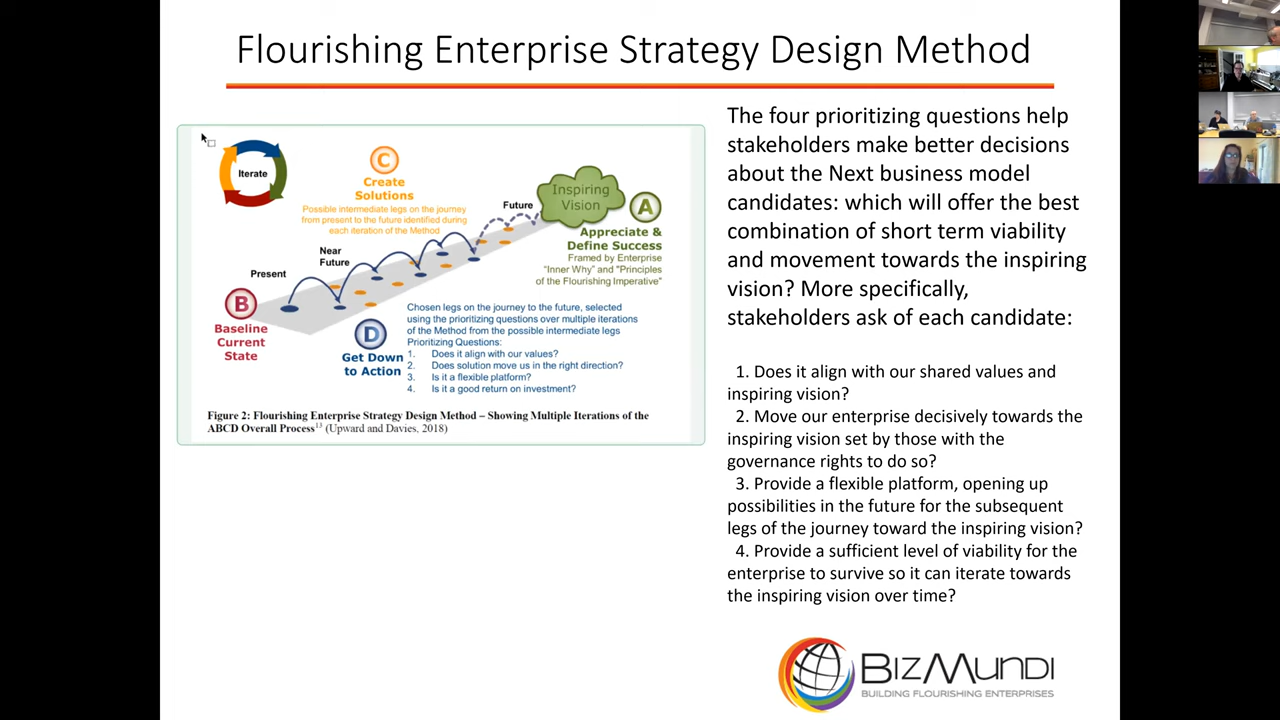 Flourishing Enterprise Strategy Design Method
Iterate
C
Create
Solutions
Possible intermediate legs on the journey
from present to the future identified during
each iteration of the Method
Inspiring
Vision
A
Future
Appreciate &
Define Success
Framed by Enterprise
"Inner Why" and "Principles
of the Flourishing Imperative"
Near
Future
Present
B
Baseline
Current
State
D
Get Down
to Action
Chosen legs on the journey to the future, selected
using the prioritizing questions over multiple iterations
of the Method from the possible intermediate legs
Prioritizing Questions:
1. Does it align with our values?
2. Does solution move us in the right direction?
3. Is it a flexible platform?
4. Is it a good return on investment?
Figure 2: Flourishing Enterprise Strategy Design Method – Showing Multiple Iterations of the
ABCD Overall Process13 (Upward and Davies, 2018)
The four prioritizing questions help
stakeholders make better decisions
about the Next business model
candidates: which will offer the best
combination of short term viability
and movement towards the inspiring
vision? More specifically,
stakeholders ask of each candidate:
1. Does it align with our shared values and
inspiring vision?
2. Move our enterprise decisively towards the
inspiring vision set by those with the
governance rights to do so?
3. Provide a flexible platform, opening up
possibilities in the future for the subsequent
legs of the journey toward the inspiring vision?
4. Provide a sufficient level of viability for the
enterprise to survive so it can iterate towards
the inspiring vision over time?
BIZMUNDI
BUILDING FLOURISHING ENTERPRISES